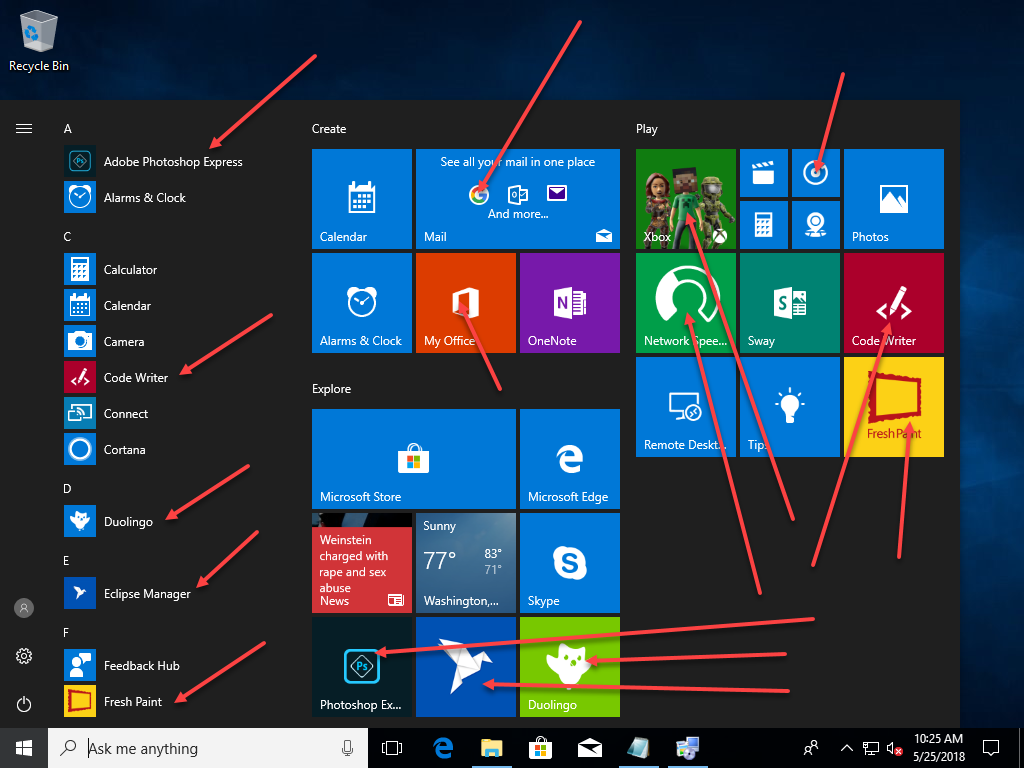 Recycle Bin
A
Adobe Photoshop Express
Alarms & Clock
C
Calculator
Calendar
Camera
Code Writer
Connect
Cortana
D
Duolingo
E
Eclipse Manager
F
Feedback Hub
Fresh Paint
Create
See all your mail in one place
And more...
Calendar
Mail
Alarms & Clock
My Office
OneNote
Explore
Microsoft Store
Microsoft Edge
Weinstein
charged with
rape and sex
abuse
News
Sunny
77°
83°
71°
Washington,...
Skype
Ps
Photoshop Ex...
Duolingo
Play
Xbox
Photos
Network Spee...
Sway
Code Writer
Remote Deskt...
Tips
Fresh Paint
Ask me anything
10:25 AM
5/25/2018